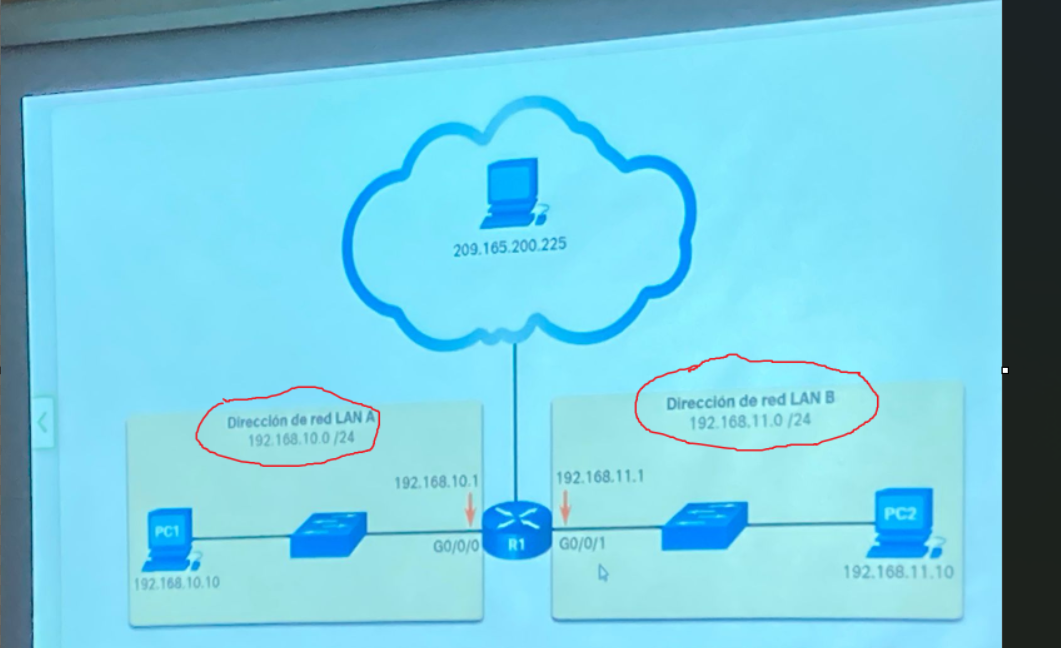 209.165.200.225
Dirección de red LAN A
192.168.10.0 /24
Dirección de red LAN B
192.168.11.0 /24
192.168.10.1
192.168.11.1
PC1
G0/0/0
R1
G0/0/1
PC2
192.168.10.10
192.168.11.10